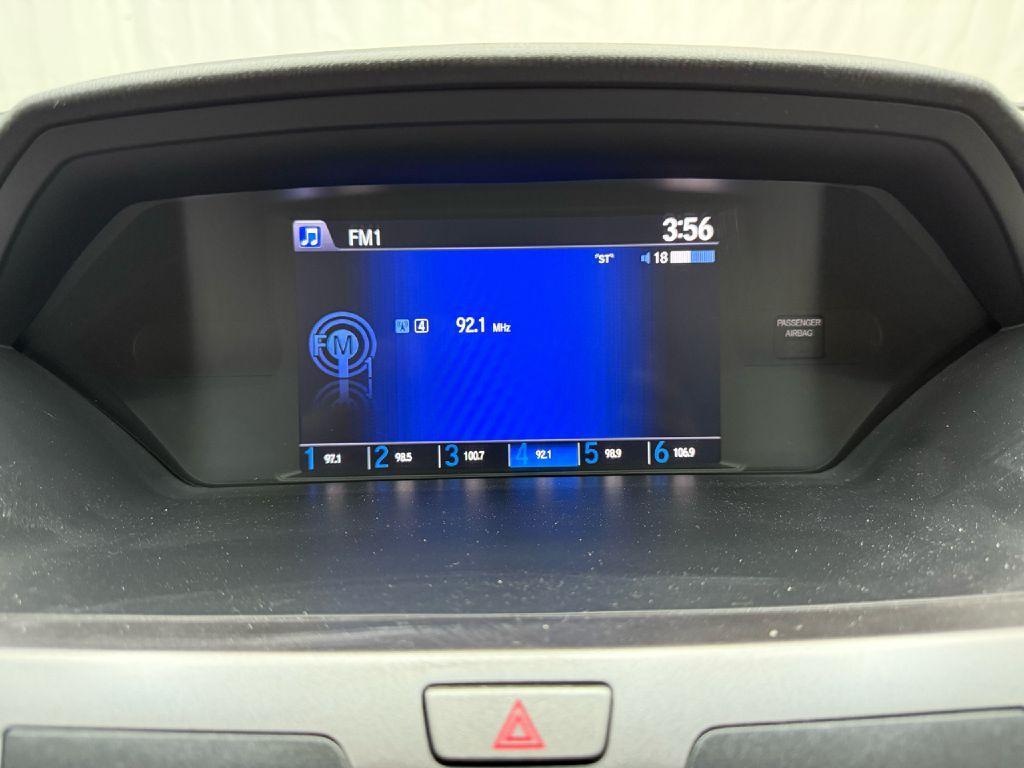 FM1 3:56
"ST" 18
4 92.1 MHz
FM1
PASSENGER
AIRBAG
1 97.1 2 98.5 3 100.7 4 92.1 5 98.9 6 106.9